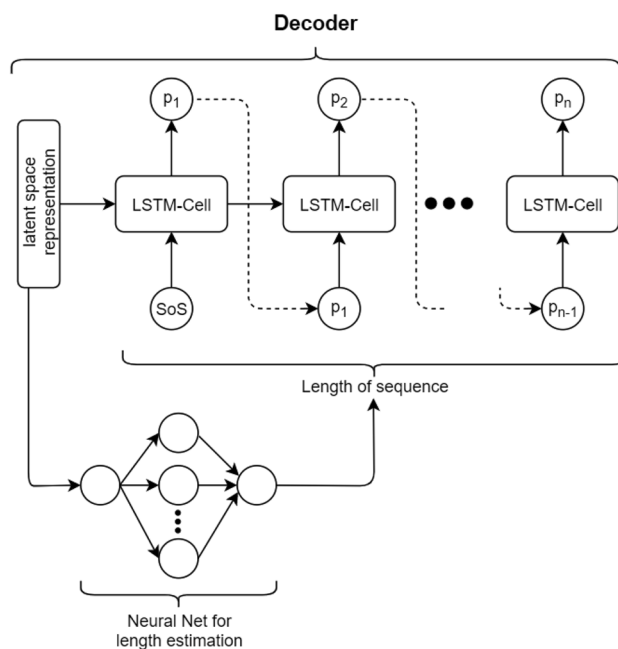 Decoder
p1
p2
pn
latent space
representation
LSTM-Cell
LSTM-Cell
LSTM-Cell
SoS
p1
pn-1
Length of sequence
Neural Net for
length estimation